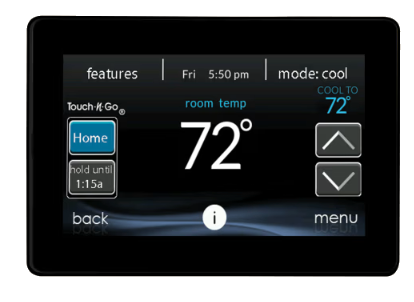 features
Fri 5:50 pm
mode: cool
COOL TO
72°
Touch-N-Go®
room temp
72°
Home
hold until
1:15a
back
i
menu